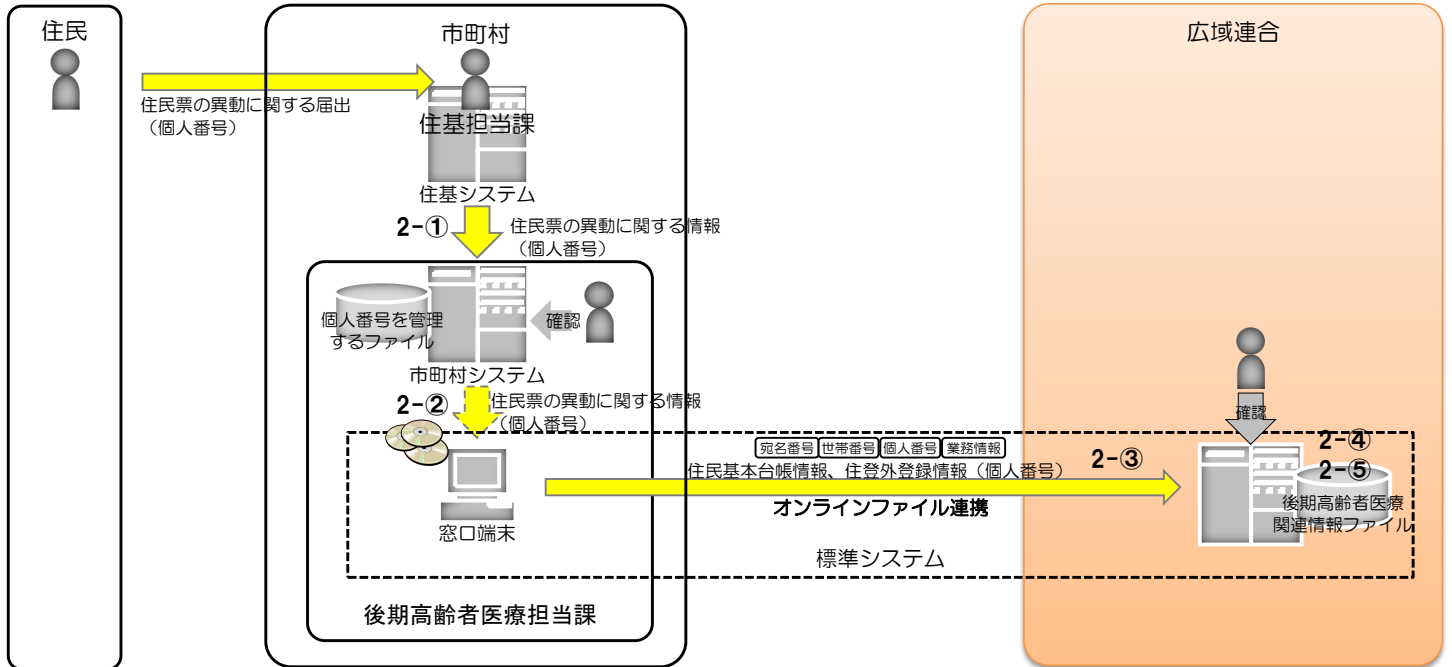 住民
市町村
広域連合
住民票の異動に関する届出
（個人番号）
住基担当課
住基システム
2-①
住民票の異動に関する情報
（個人番号）
個人番号を管理
するファイル
確認
市町村システム
2-②
住民票の異動に関する情報
（個人番号）
確認
宛名番号 世帯番号 個人番号 業務情報
住民基本台帳情報、住登外登録情報（個人番号）
2-③
2-④
2-⑤
オンラインファイル連携
窓口端末
後期高齢者医療
関連情報ファイル
標準システム
後期高齢者医療担当課